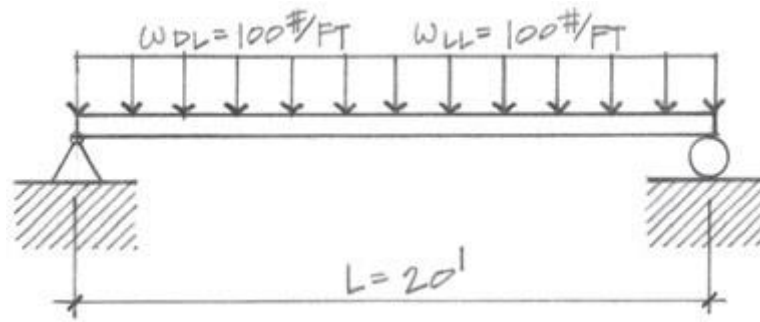 ωDL = 100#/FT ωLL = 100#/FT
L = 20'